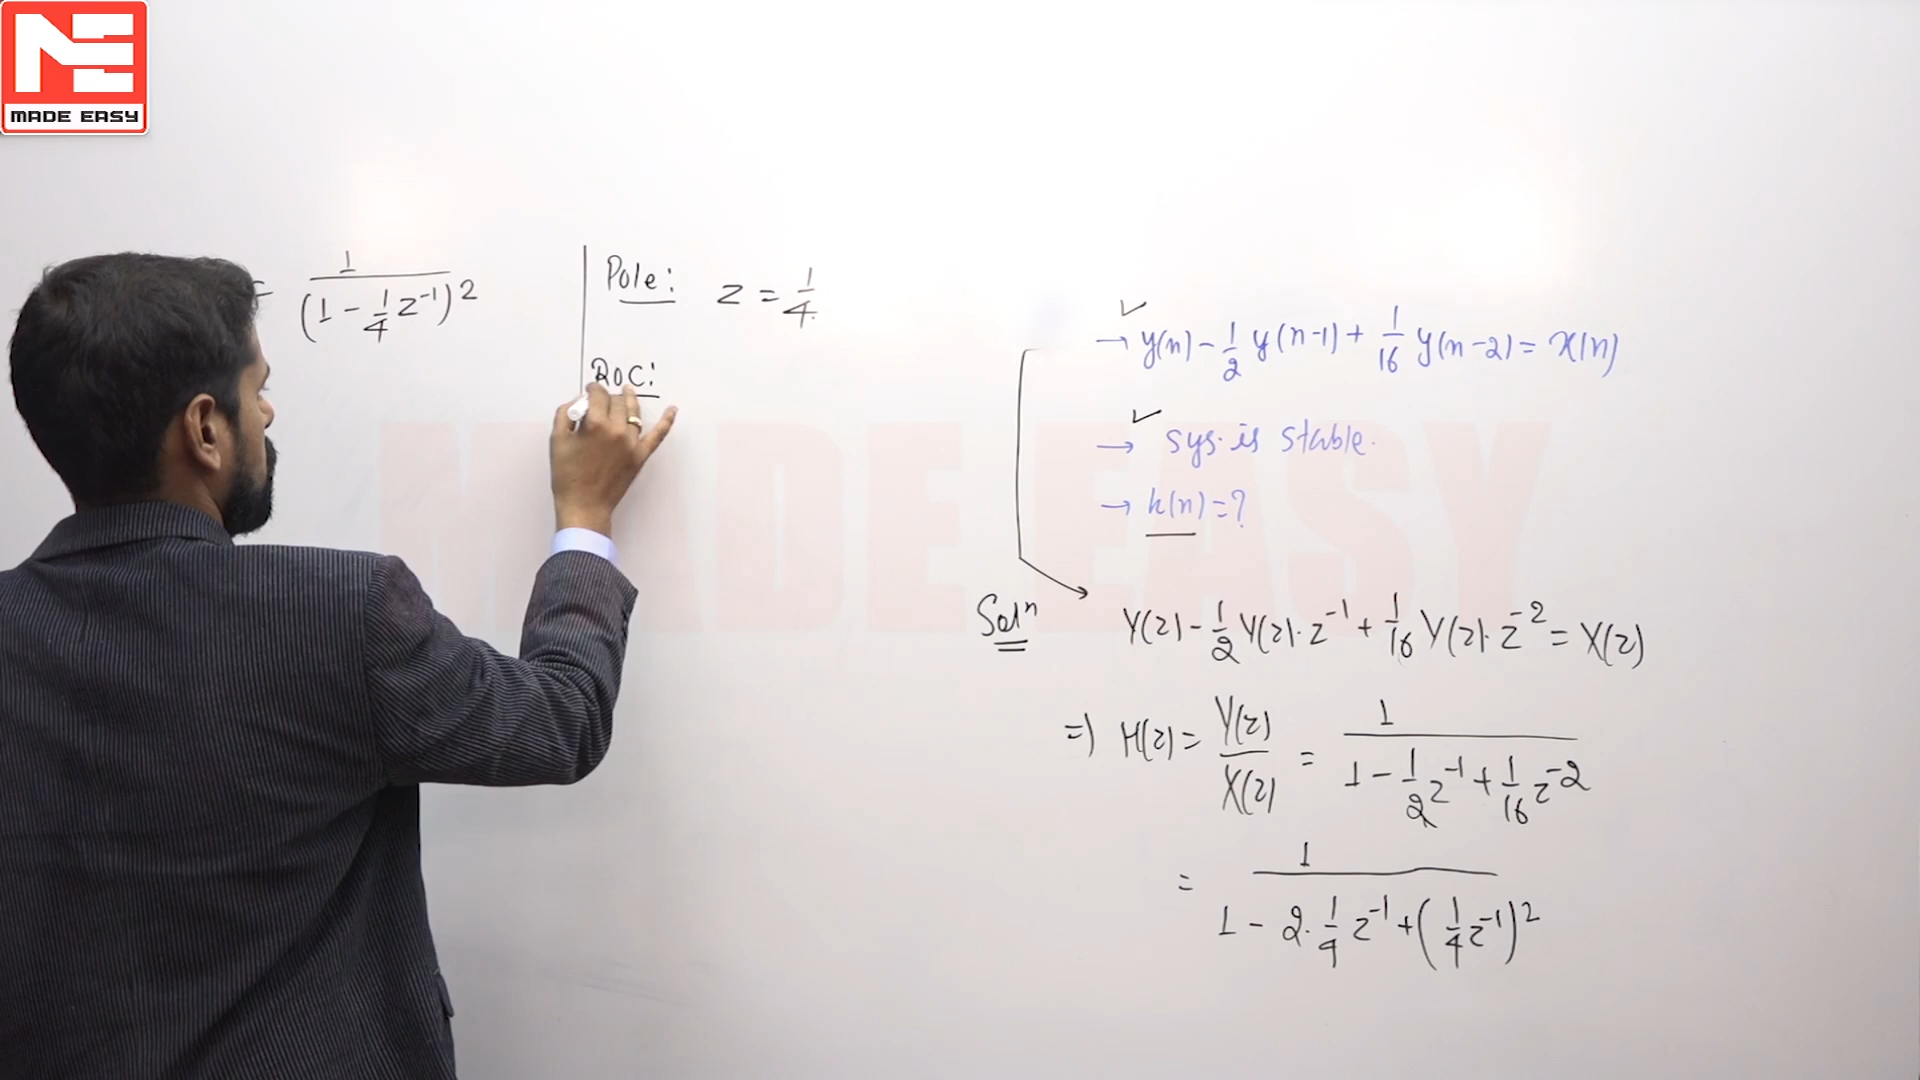 MADE EASY
= 1/(1 - 1/4 z⁻¹)²
Pole: z = 1/4
ROC:
→ y(n) - 1/2 y(n-1) + 1/16 y(n-2) = x(n)
→ sys. is stable.
→ h(n) = ?
Solⁿ
Y(z) - 1/2 Y(z)·z⁻¹ + 1/16 Y(z)·z⁻² = X(z)
⇒ H(z) = Y(z)/X(z) = 1/(1 - 1/2 z⁻¹ + 1/16 z⁻²)
= 1/(1 - 2·1/4 z⁻¹ + (1/4 z⁻¹)²)
MADE EASY